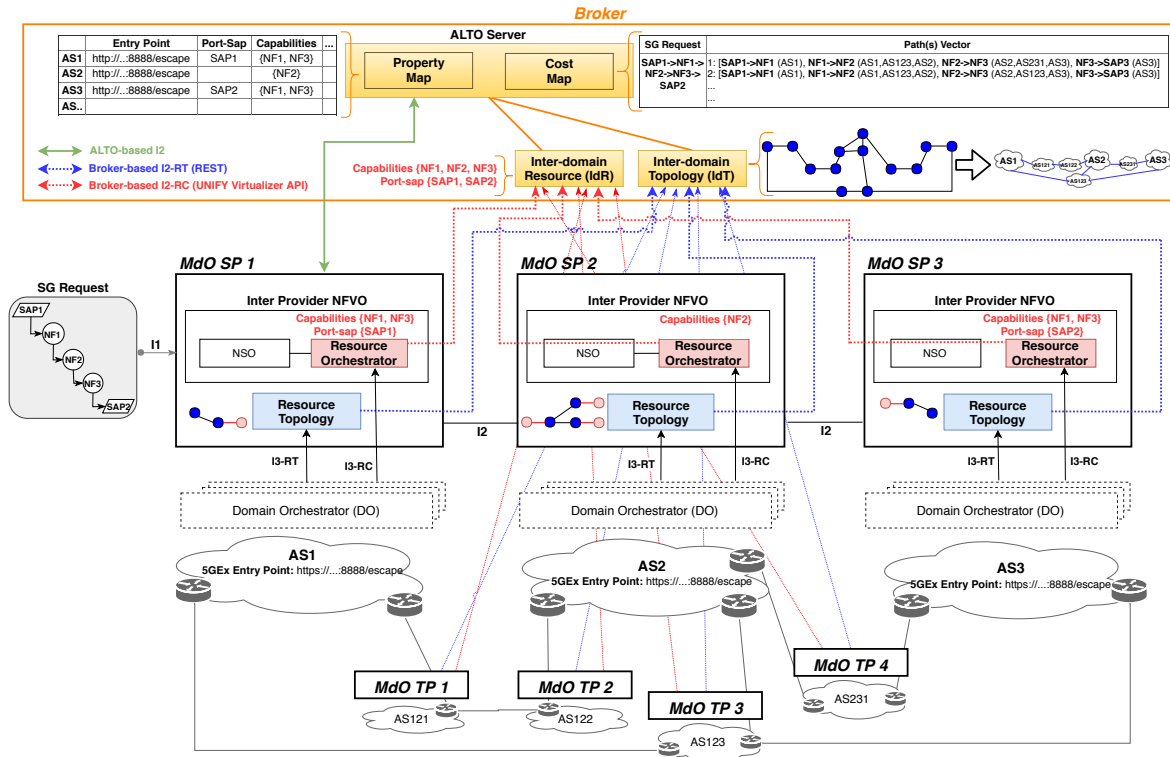 Broker
ALTO Server
Entry Point Port-Sap Capabilities ...
AS1 http://..:8888/escape SAP1 {NF1, NF3}
AS2 http://..:8888/escape {NF2}
AS3 http://..:8888/escape SAP2 {NF1, NF3}
AS..
Property
Map
Cost
Map
SG Request Path(s) Vector
SAP1->NF1-> 1: [SAP1->NF1 (AS1), NF1->NF2 (AS1,AS123,AS2), NF2->NF3 (AS2,AS231,AS3), NF3->SAP3 (AS3)]
NF2->NF3-> 2: [SAP1->NF1 (AS1), NF1->NF2 (AS1,AS123,AS2), NF2->NF3 (AS2,AS123,AS3), NF3->SAP3 (AS3)]
SAP2 ...
...
ALTO-based I2
Broker-based I2-RT (REST)
Broker-based I2-RC (UNIFY Virtualizer API)
Capabilities {NF1, NF2, NF3}
Port-sap {SAP1, SAP2}
Inter-domain
Resource (IdR)
Inter-domain
Topology (IdT)
AS1
AS121
AS122
AS2
AS231
AS3
AS123
SG Request
SAP1
NF1
NF2
NF3
SAP2
I1
MdO SP 1
Inter Provider NFVO
Capabilities {NF1, NF3}
Port-sap {SAP1}
NSO
Resource
Orchestrator
Resource
Topology
I3-RT
I3-RC
I2
MdO SP 2
Inter Provider NFVO
Capabilities {NF2}
NSO
Resource
Orchestrator
Resource
Topology
I3-RT
I3-RC
I2
MdO SP 3
Inter Provider NFVO
Capabilities {NF1, NF3}
Port-sap {SAP2}
NSO
Resource
Orchestrator
Resource
Topology
I3-RT
I3-RC
Domain Orchestrator (DO)
Domain Orchestrator (DO)
Domain Orchestrator (DO)
AS1
5GEx Entry Point: https://...:8888/escape
AS2
5GEx Entry Point: https://...:8888/escape
AS3
5GEx Entry Point: https://...:8888/escape
MdO TP 1
AS121
MdO TP 2
AS122
MdO TP 3
AS123
MdO TP 4
AS231